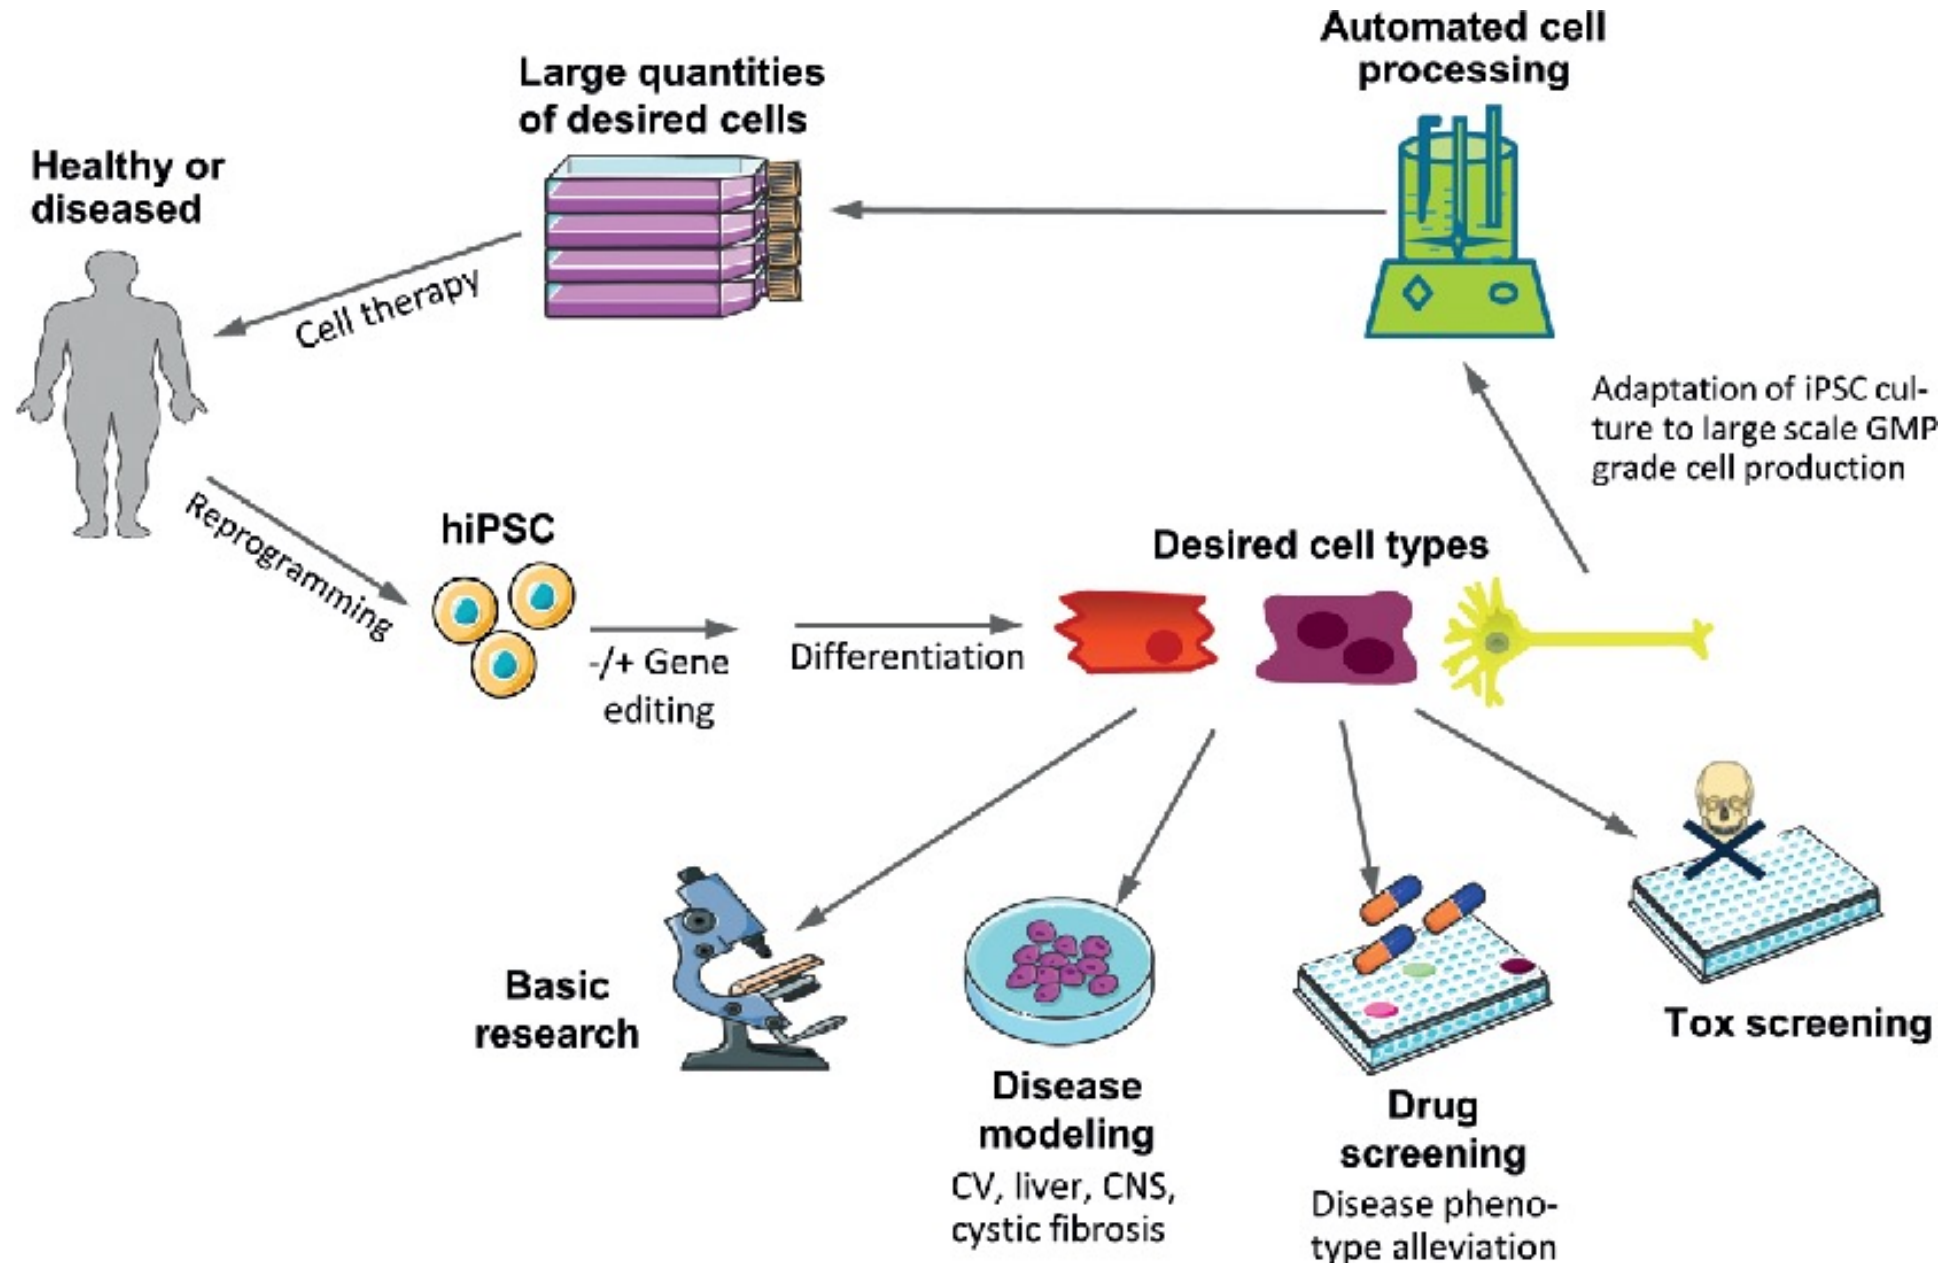 Automated cell
processing
Large quantities
of desired cells
Healthy or
diseased
Cell therapy
Adaptation of iPSC cul-
ture to large scale GMP
grade cell production
Reprogramming
hiPSC
-/+ Gene
editing
Differentiation
Desired cell types
Basic
research
Disease
modeling
CV, liver, CNS,
cystic fibrosis
Drug
screening
Disease pheno-
type alleviation
Tox screening